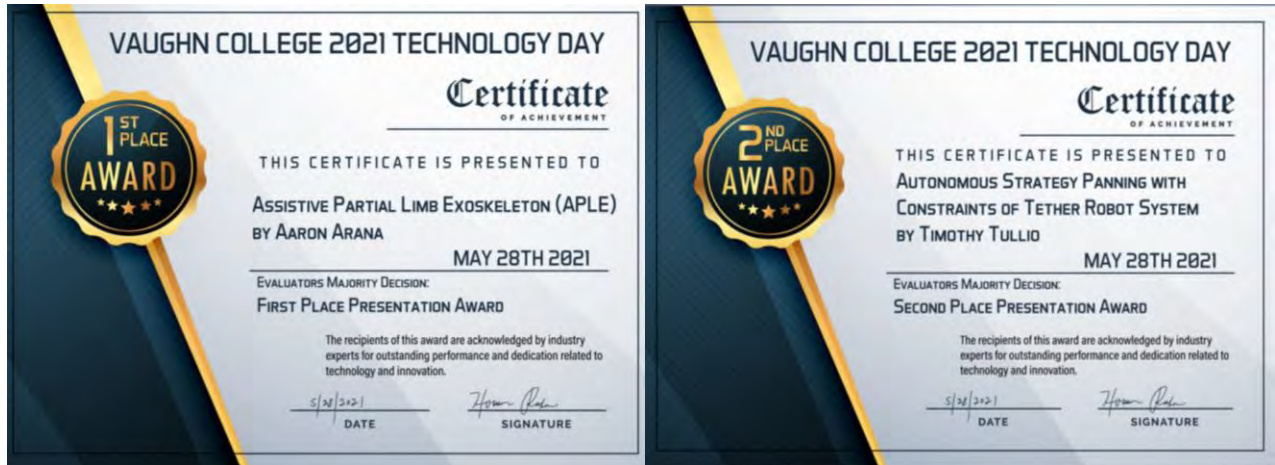 VAUGHN COLLEGE 2021 TECHNOLOGY DAY
Certificate
OF ACHIEVEMENT
1ST PLACE
AWARD
THIS CERTIFICATE IS PRESENTED TO
ASSISTIVE PARTIAL LIMB EXOSKELETON (APLE)
BY AARON ARANA
MAY 28TH 2021
EVALUATORS MAJORITY DECISION:
FIRST PLACE PRESENTATION AWARD
The recipients of this award are acknowledged by industry
experts for outstanding performance and dedication related to
technology and innovation.
5/28/2021
DATE
SIGNATURE
VAUGHN COLLEGE 2021 TECHNOLOGY DAY
Certificate
OF ACHIEVEMENT
2ND PLACE
AWARD
THIS CERTIFICATE IS PRESENTED TO
AUTONOMOUS STRATEGY PANNING WITH
CONSTRAINTS OF TETHER ROBOT SYSTEM
BY TIMOTHY TULLIO
MAY 28TH 2021
EVALUATORS MAJORITY DECISION:
SECOND PLACE PRESENTATION AWARD
The recipients of this award are acknowledged by industry
experts for outstanding performance and dedication related to
technology and innovation.
5/28/2021
DATE
SIGNATURE